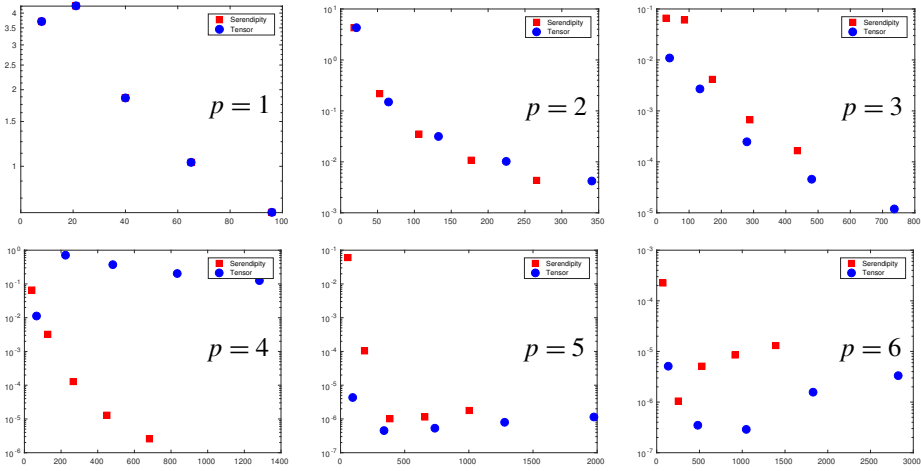 4
3.5
3
2.5
2
1.5
1
Serendipity
Tensor
p = 1
0 20 40 60 80 100
10^1
10^0
10^-1
10^-2
10^-3
Serendipity
Tensor
p = 2
0 50 100 150 200 250 300 350
10^-1
10^-2
10^-3
10^-4
10^-5
Serendipity
Tensor
p = 3
0 100 200 300 400 500 600 700 800
10^0
10^-1
10^-2
10^-3
10^-4
10^-5
10^-6
Serendipity
Tensor
p = 4
0 200 400 600 800 1000 1200 1400
10^-1
10^-2
10^-3
10^-4
10^-5
10^-6
10^-7
Serendipity
Tensor
p = 5
0 500 1000 1500 2000
10^-3
10^-4
10^-5
10^-6
10^-7
Serendipity
Tensor
p = 6
0 500 1000 1500 2000 2500 3000